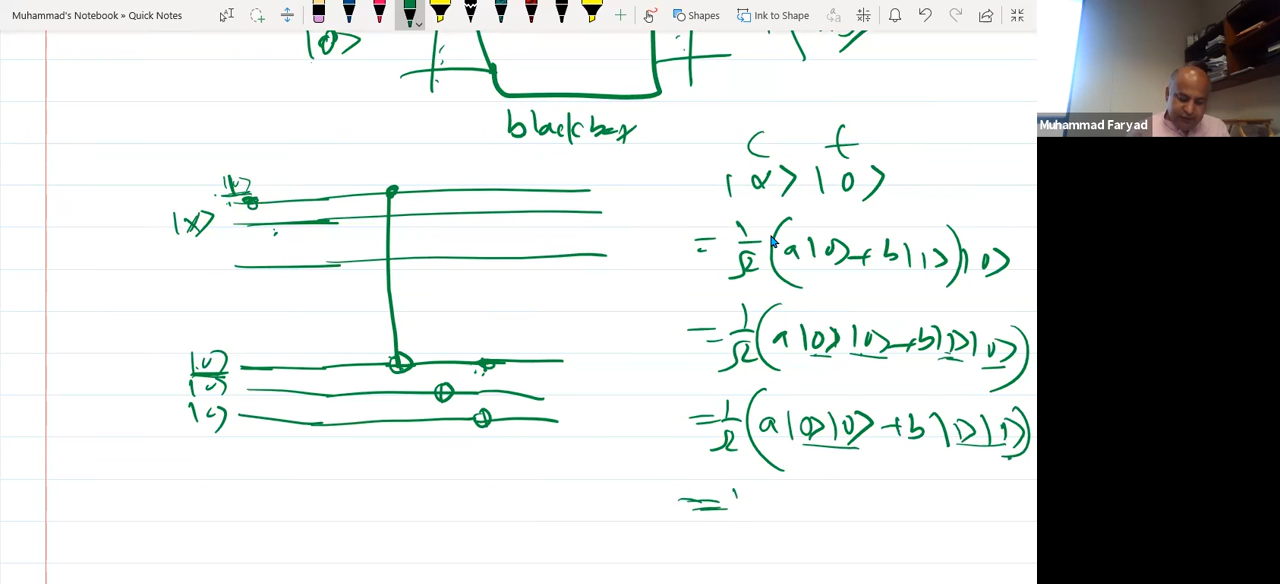 Muhammad's Notebook » Quick Notes
Shapes
Ink to Shape
Muhammad Faryad
|0⟩
blackbox
c t
|α⟩ |0⟩
= 1/√2 (a|0⟩ + b|1⟩)|0⟩
= 1/√2 (a|0⟩|0⟩ + b|1⟩|0⟩)
= 1/√2 (a|0⟩|0⟩ + b|1⟩|1⟩)
=
|x⟩
|0⟩
|0⟩